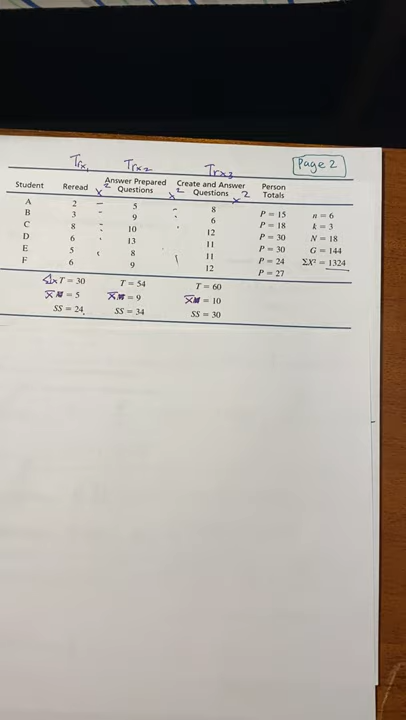 Page 2
Trx1 Trx2 Trx3
Student Reread X2 Answer Prepared Questions X2 Create and Answer Questions X2 Person Totals
A 2 5 8 P = 15 n = 6
B 3 9 6 P = 18 k = 3
C 8 10 12 P = 30 N = 18
D 6 13 11 P = 30 G = 144
E 5 8 11 P = 24 ΣX² = 1324
F 6 9 12 P = 27
T = 30 T = 54 T = 60
X̅ M = 5 X̅ M = 9 X̅ M = 10
SS = 24 SS = 34 SS = 30